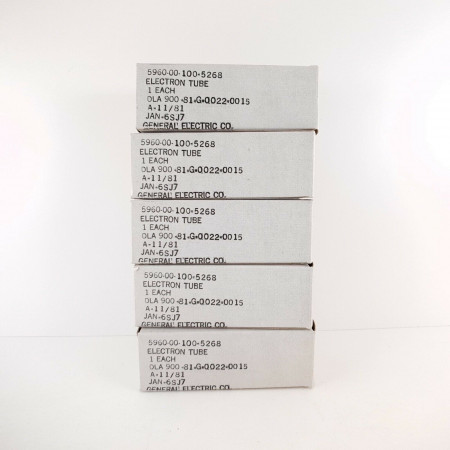 5960-00-100-5268
ELECTRON TUBE
1 EACH
DLA 900-81-G-Q022-0015
A-11/81
JAN-6SJ7
GENERAL ELECTRIC CO.
5960-00-100-5268
ELECTRON TUBE
1 EACH
DLA 900-81-G-Q022-0015
A-11/81
JAN-6SJ7
GENERAL ELECTRIC CO.
5960-00-100-5268
ELECTRON TUBE
1 EACH
DLA 900-81-G-Q022-0015
A-11/81
JAN-6SJ7
GENERAL ELECTRIC CO.
5960-00-100-5268
ELECTRON TUBE
1 EACH
DLA 900-81-G-Q022-0015
A-11/81
JAN-6SJ7
GENERAL ELECTRIC CO.
5960-00-100-5268
ELECTRON TUBE
1 EACH
DLA 900-81-G-Q022-0015
A-11/81
JAN-6SJ7
GENERAL ELECTRIC CO.